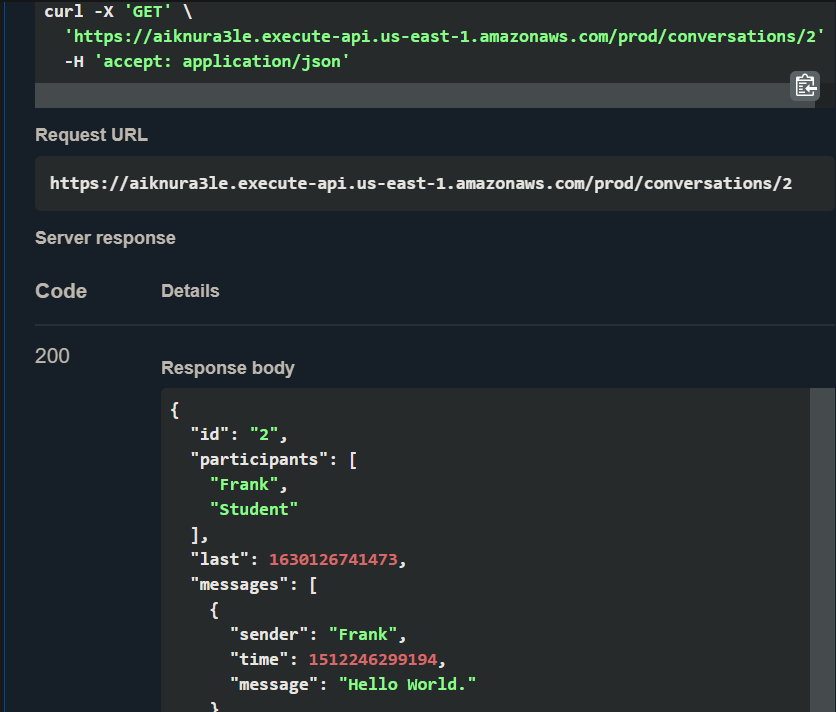 curl -X 'GET' \
'https://aiknura3le.execute-api.us-east-1.amazonaws.com/prod/conversations/2' \
-H 'accept: application/json'
Request URL
https://aiknura3le.execute-api.us-east-1.amazonaws.com/prod/conversations/2
Server response
Code Details
200
Response body
{
"id": "2",
"participants": [
"Frank",
"Student"
],
"last": 1630126741473,
"messages": [
{
"sender": "Frank",
"time": 1512246299194,
"message": "Hello World."
}